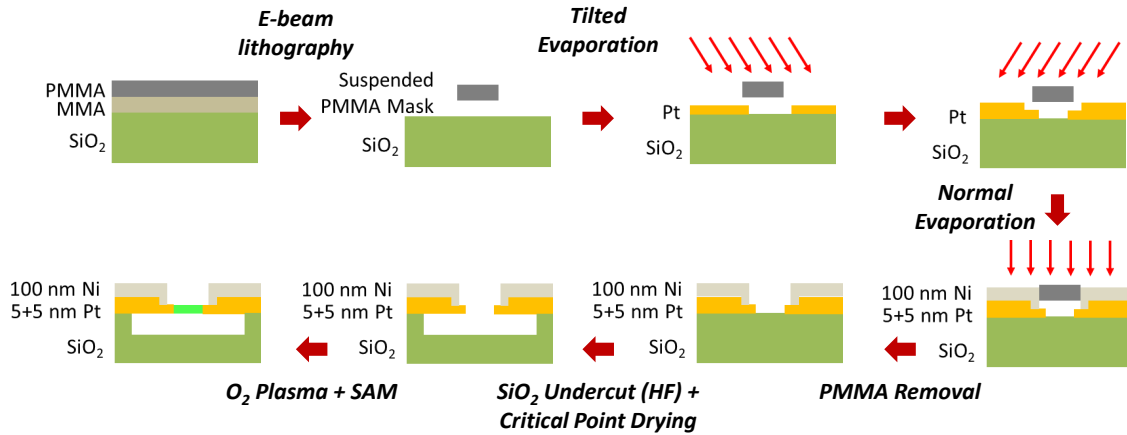 E-beam
lithography
Tilted
Evaporation
PMMA
MMA
SiO₂
Suspended
PMMA Mask
SiO₂
Pt
SiO₂
Pt
SiO₂
Normal
Evaporation
100 nm Ni
5+5 nm Pt
SiO₂
PMMA Removal
100 nm Ni
5+5 nm Pt
SiO₂
SiO₂ Undercut (HF) +
Critical Point Drying
100 nm Ni
5+5 nm Pt
SiO₂
O₂ Plasma + SAM
100 nm Ni
5+5 nm Pt
SiO₂